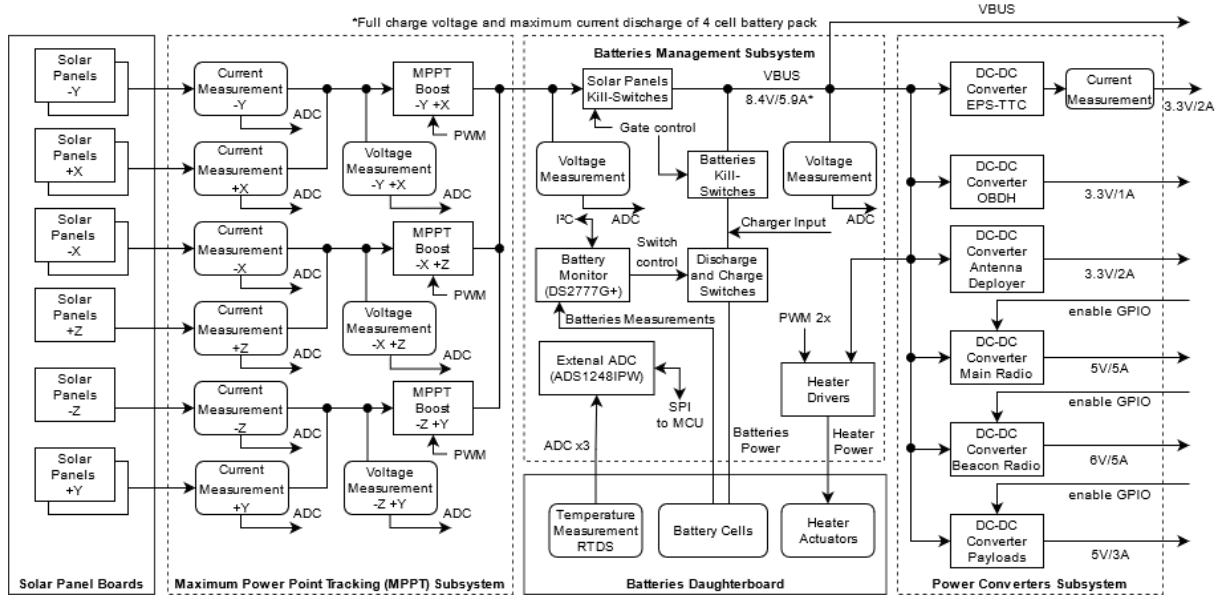 *Full charge voltage and maximum current discharge of 4 cell battery pack
VBUS
Solar
Panels
-Y
Solar
Panels
+X
Solar
Panels
-X
Solar
Panels
+Z
Solar
Panels
-Z
Solar
Panels
+Y
Solar Panel Boards
Current
Measurement
-Y
ADC
Current
Measurement
+X
ADC
Current
Measurement
-X
ADC
Current
Measurement
+Z
ADC
Current
Measurement
-Z
ADC
Current
Measurement
+Y
ADC
MPPT
Boost
-Y +X
PWM
Voltage
Measurement
-Y +X
ADC
MPPT
Boost
-X +Z
PWM
Voltage
Measurement
-X +Z
ADC
MPPT
Boost
-Z +Y
PWM
Voltage
Measurement
-Z +Y
ADC
Maximum Power Point Tracking (MPPT) Subsystem
Batteries Management Subsystem
Solar Panels
Kill-Switches
VBUS
8.4V/5.9A*
Gate control
Voltage
Measurement
ADC
Batteries
Kill-
Switches
Voltage
Measurement
ADC
I²C
Charger Input
Battery
Monitor
(DS2777G+)
Switch
control
Discharge
and Charge
Switches
Batteries Measurements
PWM 2x
Extenal ADC
(ADS1248IPW)
SPI
to MCU
Heater
Drivers
ADC x3
Batteries
Power
Heater
Power
Temperature
Measurement
RTDS
Battery Cells
Heater
Actuators
Batteries Daughterboard
DC-DC
Converter
EPS-TTC
Current
Measurement
3.3V/2A
DC-DC
Converter
OBDH
3.3V/1A
DC-DC
Converter
Antenna
Deployer
3.3V/2A
enable GPIO
DC-DC
Converter
Main Radio
5V/5A
enable GPIO
DC-DC
Converter
Beacon Radio
6V/5A
enable GPIO
DC-DC
Converter
Payloads
5V/3A
Power Converters Subsystem